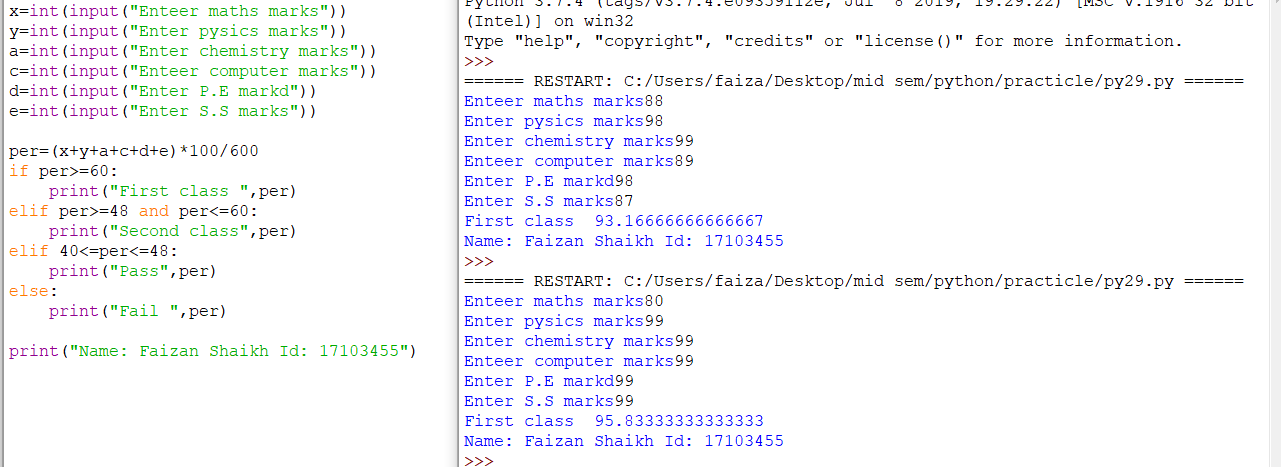 x=int(input("Enteer maths marks"))
y=int(input("Enter pysics marks"))
a=int(input("Enter chemistry marks"))
c=int(input("Enteer computer marks"))
d=int(input("Enter P.E markd"))
e=int(input("Enter S.S marks"))
per=(x+y+a+c+d+e)*100/600
if per>=60:
    print("First class ",per)
elif per>=48 and per<=60:
    print("Second class",per)
elif 40<=per<=48:
    print("Pass",per)
else:
    print("Fail ",per)
print("Name: Faizan Shaikh Id: 17103455")
Python 3.7.4 (tags/v3.7.4:e09359112e, Jul  8 2019, 19:29:22) [MSC v.1916 32 bit
(Intel)] on win32
Type "help", "copyright", "credits" or "license()" for more information.
>>>
====== RESTART: C:/Users/faiza/Desktop/mid sem/python/practicle/py29.py ======
Enteer maths marks88
Enter pysics marks98
Enter chemistry marks99
Enteer computer marks89
Enter P.E markd98
Enter S.S marks87
First class  93.16666666666667
Name: Faizan Shaikh Id: 17103455
>>>
====== RESTART: C:/Users/faiza/Desktop/mid sem/python/practicle/py29.py ======
Enteer maths marks80
Enter pysics marks99
Enter chemistry marks99
Enteer computer marks99
Enter P.E markd99
Enter S.S marks99
First class  95.83333333333333
Name: Faizan Shaikh Id: 17103455
>>>